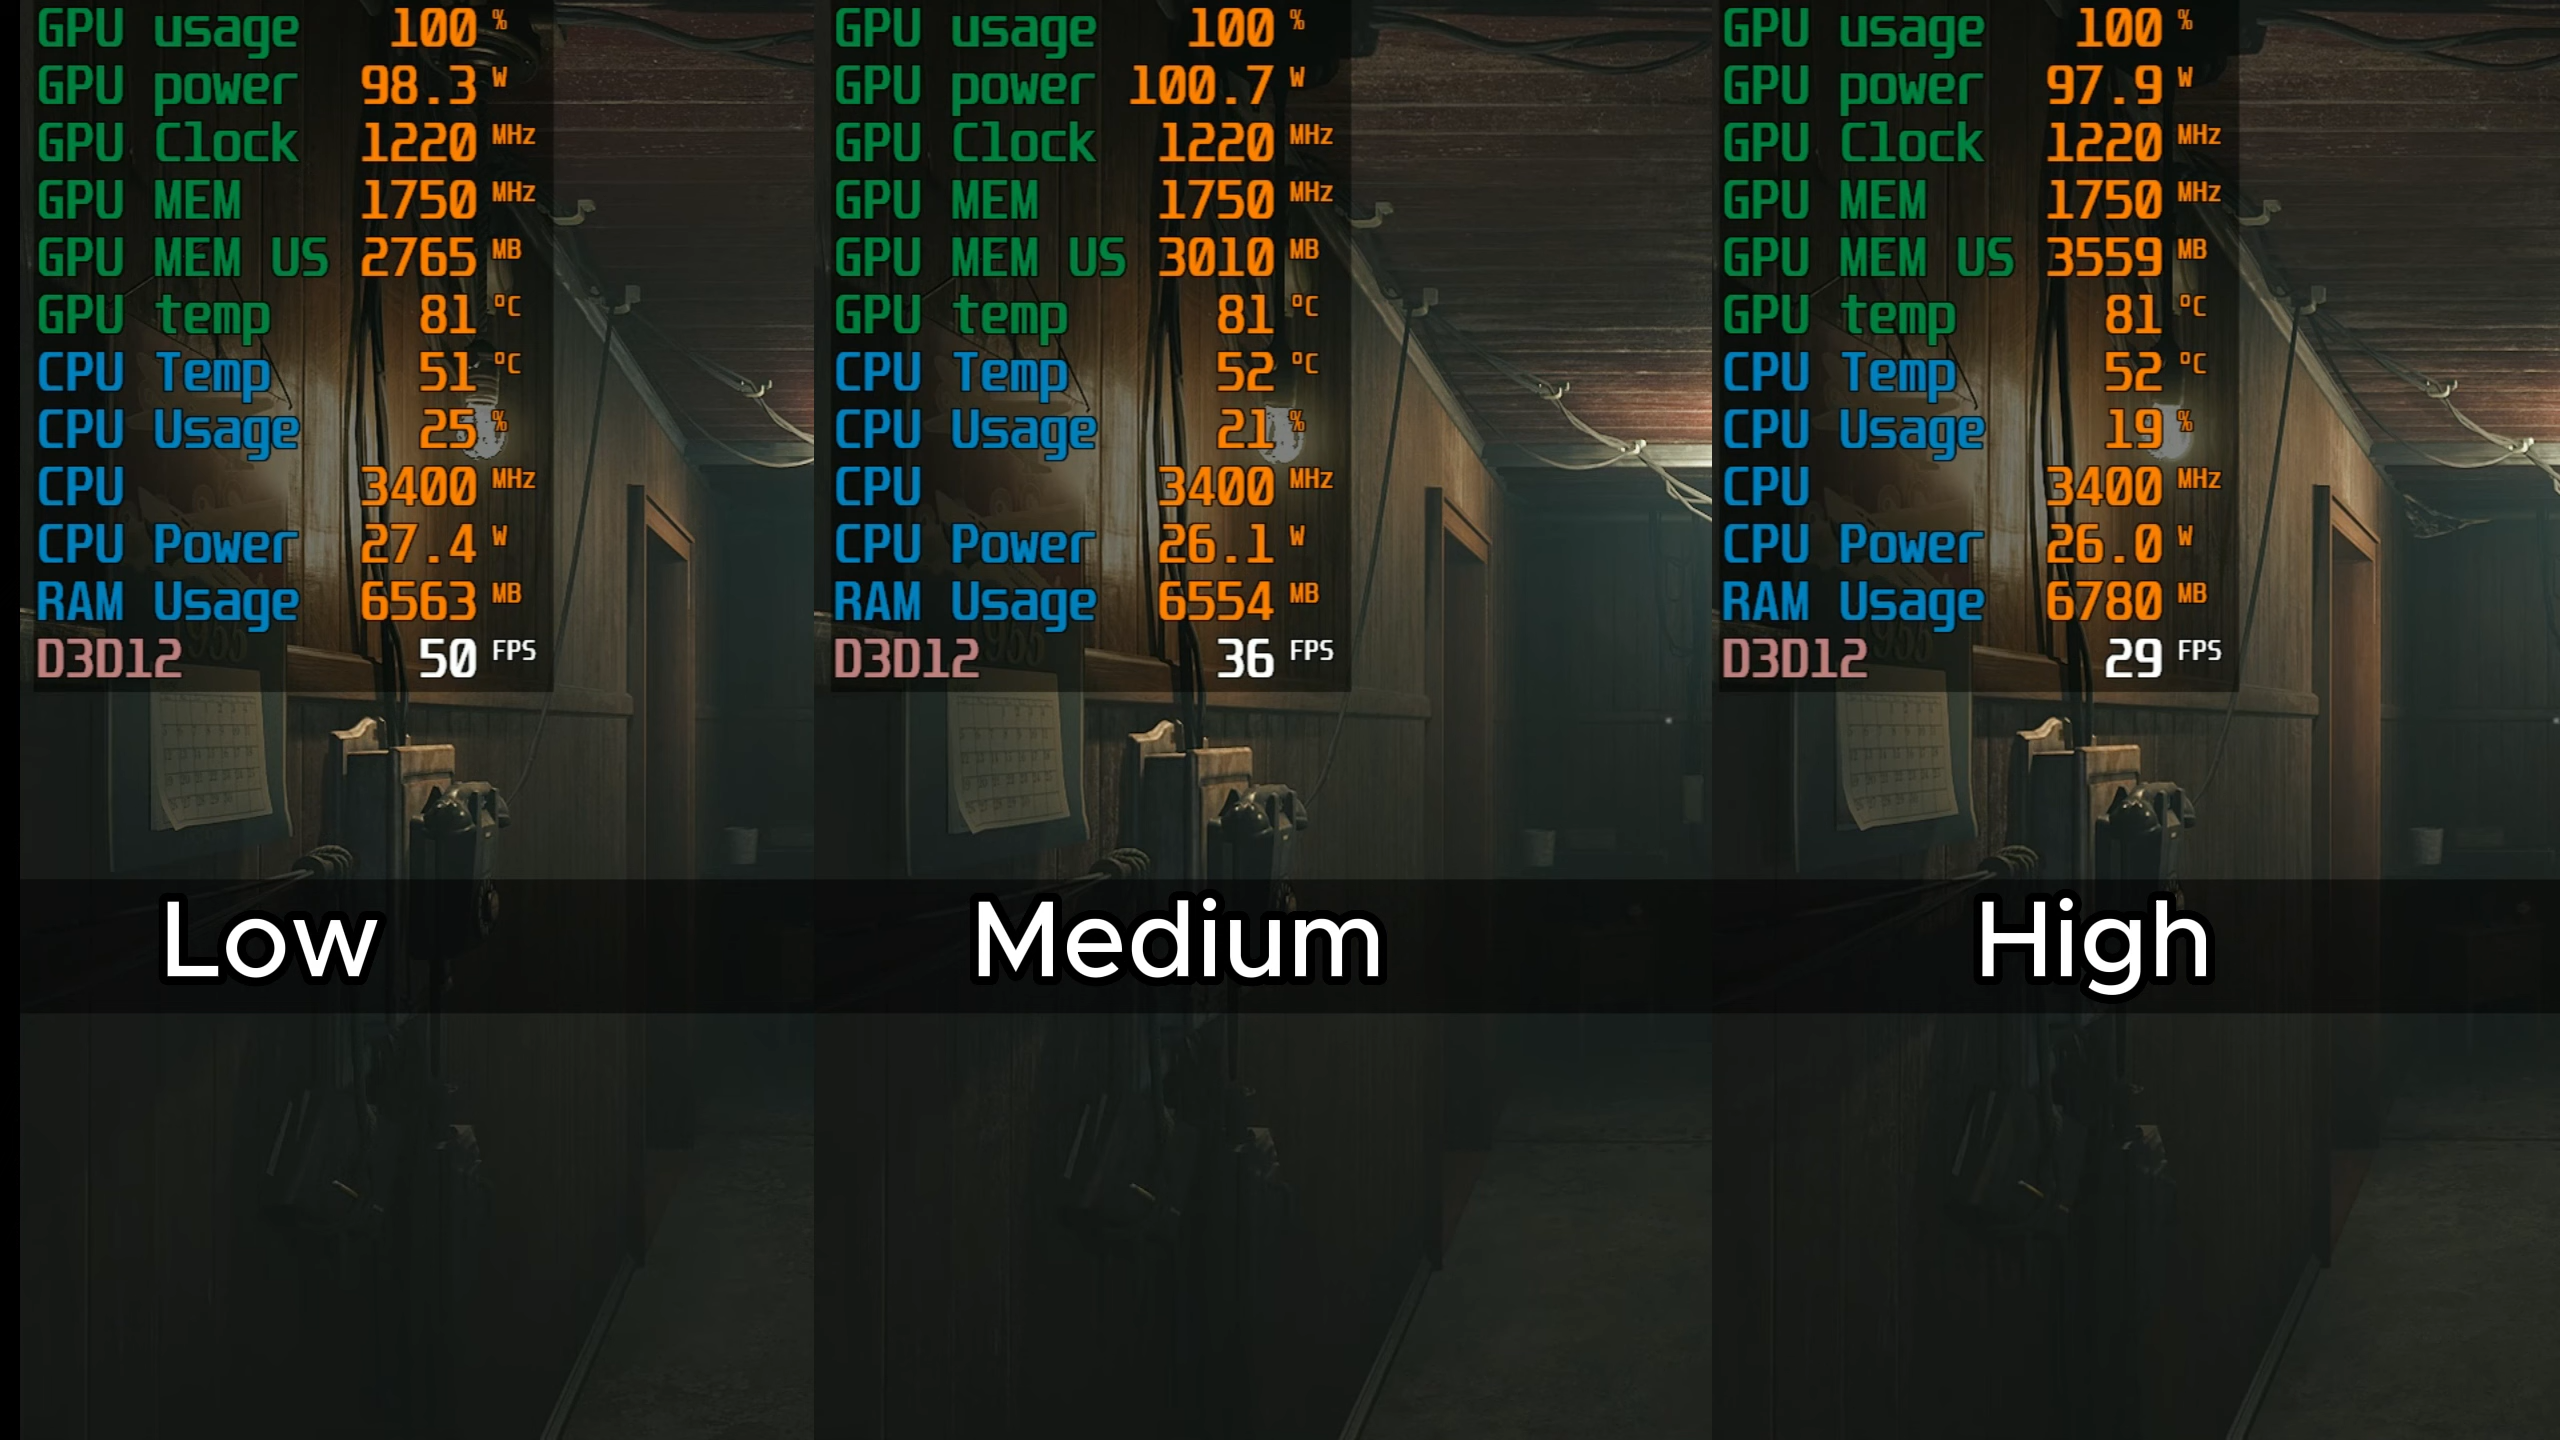 GPU usage 100 %
GPU power 98.3 W
GPU Clock 1220 MHz
GPU MEM 1750 MHz
GPU MEM US 2765 MB
GPU temp 81 °C
CPU Temp 51 °C
CPU Usage 25 %
CPU 3400 MHz
CPU Power 27.4 W
RAM Usage 6563 MB
D3D12 50 FPS
Low
GPU usage 100 %
GPU power 100.7 W
GPU Clock 1220 MHz
GPU MEM 1750 MHz
GPU MEM US 3010 MB
GPU temp 81 °C
CPU Temp 52 °C
CPU Usage 21 %
CPU 3400 MHz
CPU Power 26.1 W
RAM Usage 6554 MB
D3D12 36 FPS
Medium
GPU usage 100 %
GPU power 97.9 W
GPU Clock 1220 MHz
GPU MEM 1750 MHz
GPU MEM US 3559 MB
GPU temp 81 °C
CPU Temp 52 °C
CPU Usage 19 %
CPU 3400 MHz
CPU Power 26.0 W
RAM Usage 6780 MB
D3D12 29 FPS
High